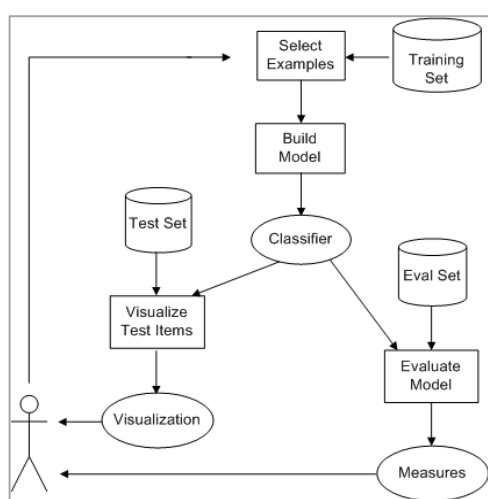 Select
Examples
Training
Set
Build
Model
Test Set
Classifier
Eval Set
Visualize
Test Items
Evaluate
Model
Visualization
Measures